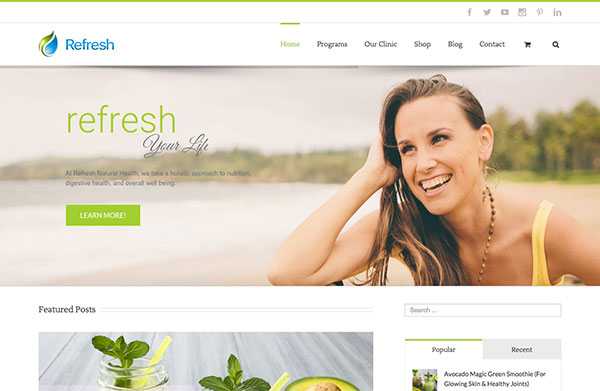 Refresh
Home Programs Our Clinic Shop Blog Contact
refresh
Your Life
At Refresh Natural Health, we take a holistic approach to nutrition,
digestive health, and overall well being.
LEARN MORE!
Featured Posts
Search ...
Popular Recent
Avocado Magic Green Smoothie (For
Glowing Skin & Healthy Joints)